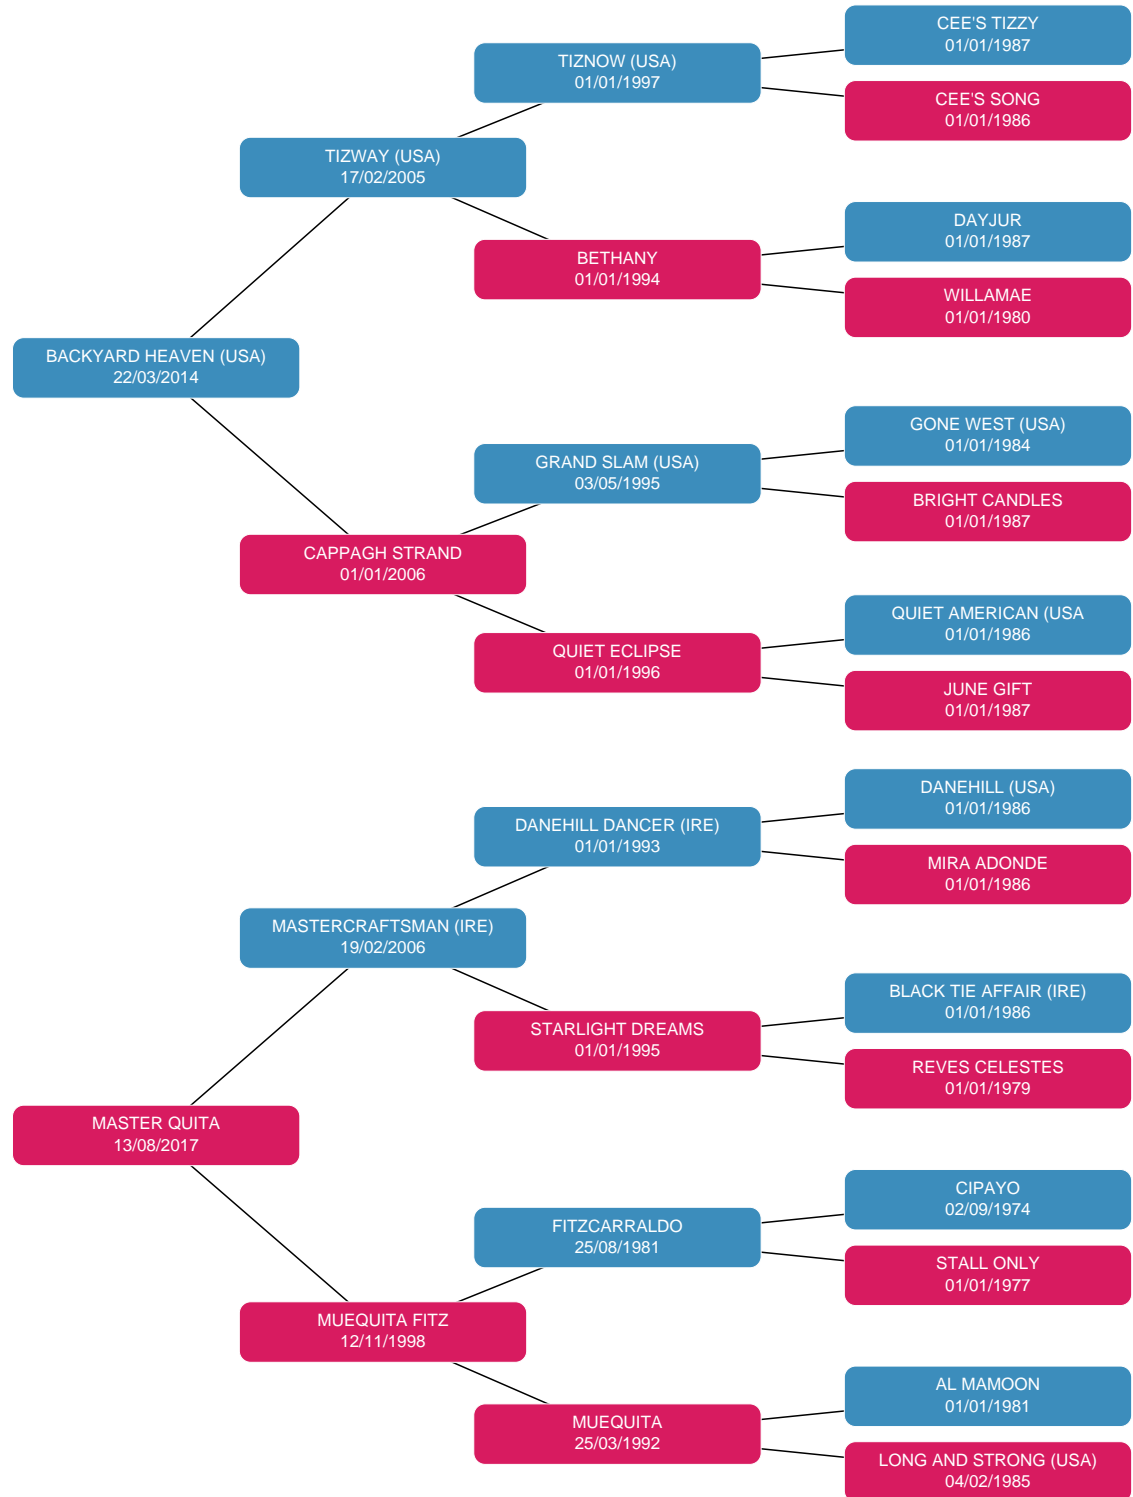 CEE'S TIZZY
01/01/1987
TIZNOW (USA)
01/01/1997
CEE'S SONG
01/01/1986
TIZWAY (USA)
17/02/2005
DAYJUR
01/01/1987
BETHANY
01/01/1994
WILLAMAE
01/01/1980
BACKYARD HEAVEN (USA)
22/03/2014
GONE WEST (USA)
01/01/1984
GRAND SLAM (USA)
03/05/1995
BRIGHT CANDLES
01/01/1987
CAPPAGH STRAND
01/01/2006
QUIET AMERICAN (USA
01/01/1986
QUIET ECLIPSE
01/01/1996
JUNE GIFT
01/01/1987
DANEHILL (USA)
01/01/1986
DANEHILL DANCER (IRE)
01/01/1993
MIRA ADONDE
01/01/1986
MASTERCRAFTSMAN (IRE)
19/02/2006
BLACK TIE AFFAIR (IRE)
01/01/1986
STARLIGHT DREAMS
01/01/1995
REVES CELESTES
01/01/1979
MASTER QUITA
13/08/2017
CIPAYO
02/09/1974
FITZCARRALDO
25/08/1981
STALL ONLY
01/01/1977
MUEQUITA FITZ
12/11/1998
AL MAMOON
01/01/1981
MUEQUITA
25/03/1992
LONG AND STRONG (USA)
04/02/1985